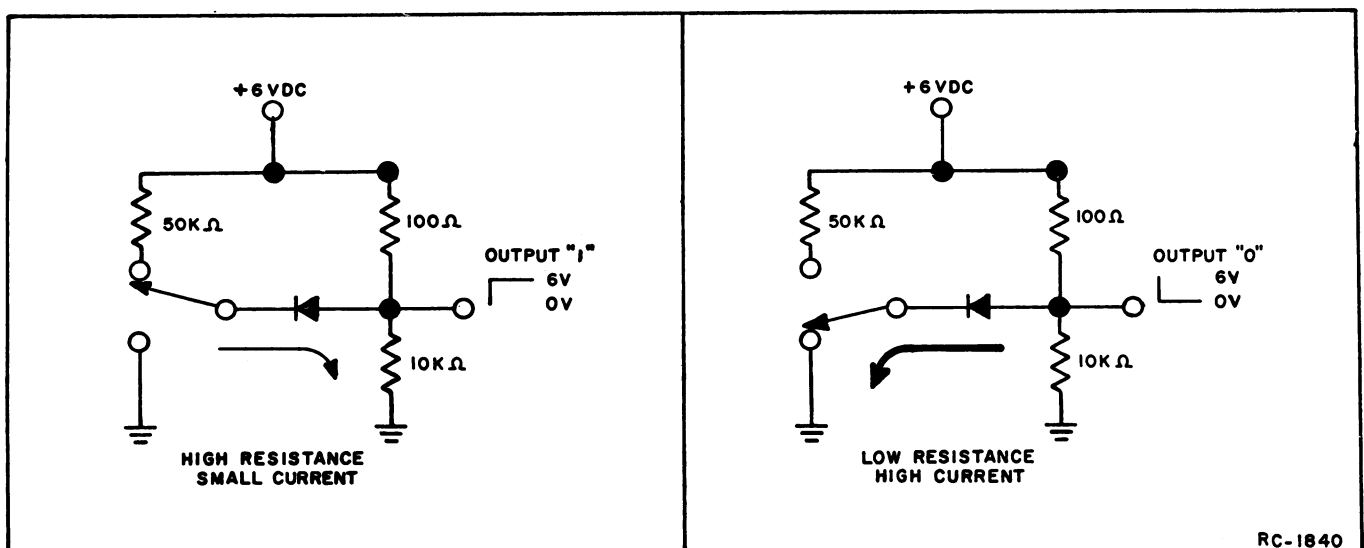 +6VDC
50KΩ
100Ω
OUTPUT "1"
6V
0V
10KΩ
HIGH RESISTANCE
SMALL CURRENT
+6VDC
50KΩ
100Ω
OUTPUT "0"
6V
0V
10KΩ
LOW RESISTANCE
HIGH CURRENT
RC-1840